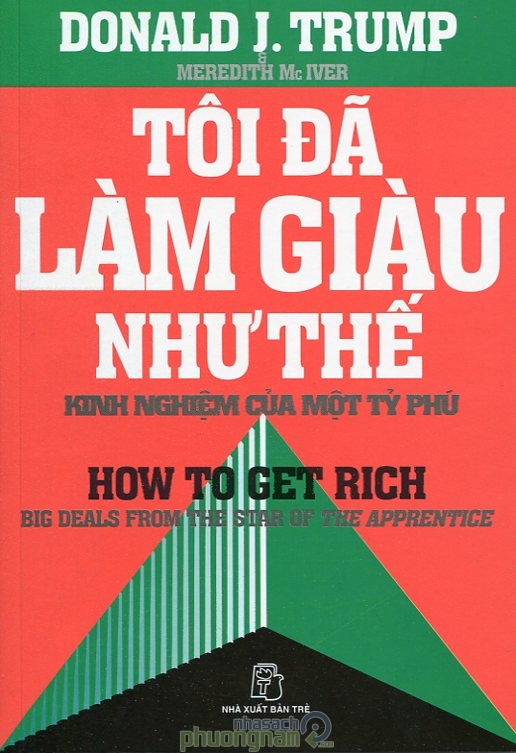 DONALD J. TRUMP
&
MEREDITH Mc IVER
TÔI ĐÃ
LÀM GIÀU
NHƯ THẾ
KINH NGHIỆM CỦA MỘT TỶ PHÚ
HOW TO GET RICH
BIG DEALS FROM THE STAR OF THE APPRENTICE
NHÀ XUẤT BẢN TRẺ
nhasach
phuongnam